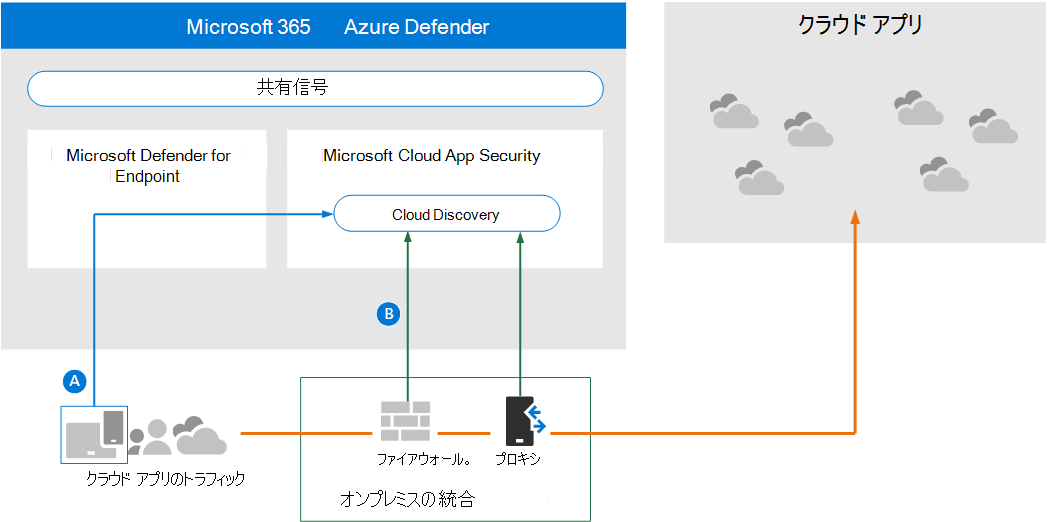 Microsoft 365 Azure Defender
クラウド アプリ
共有信号
Microsoft Defender for
Endpoint
Microsoft Cloud App Security
Cloud Discovery
B
A
ファイアウォール。
プロキシ
クラウド アプリのトラフィック
オンプレミスの統合